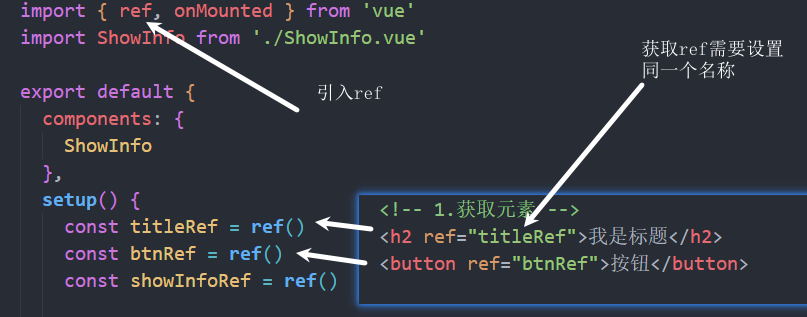 import { ref, onMounted } from 'vue'
import ShowInfo from './ShowInfo.vue'
获取ref需要设置
同一个名称
引入ref
export default {
components: {
ShowInfo
},
setup() {
const titleRef = ref()
const btnRef = ref()
const showInfoRef = ref()
<!-- 1.获取元素 -->
<h2 ref="titleRef">我是标题</h2>
<button ref="btnRef">按钮</button>